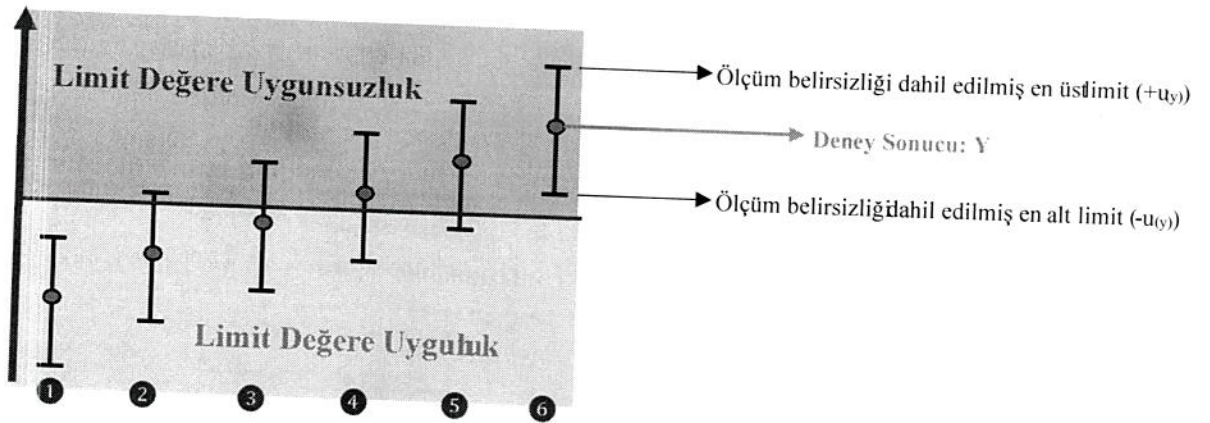 Limit Değere Uygunsuzluk
Ölçüm belirsizliği dahil edilmiş en üstlimit (+uy))
Deney Sonucu: Y
Ölçüm belirsizliğidahil edilmiş en alt limit (-u(y))
Limit Değere Uyguluk
1 2 3 4 5 6